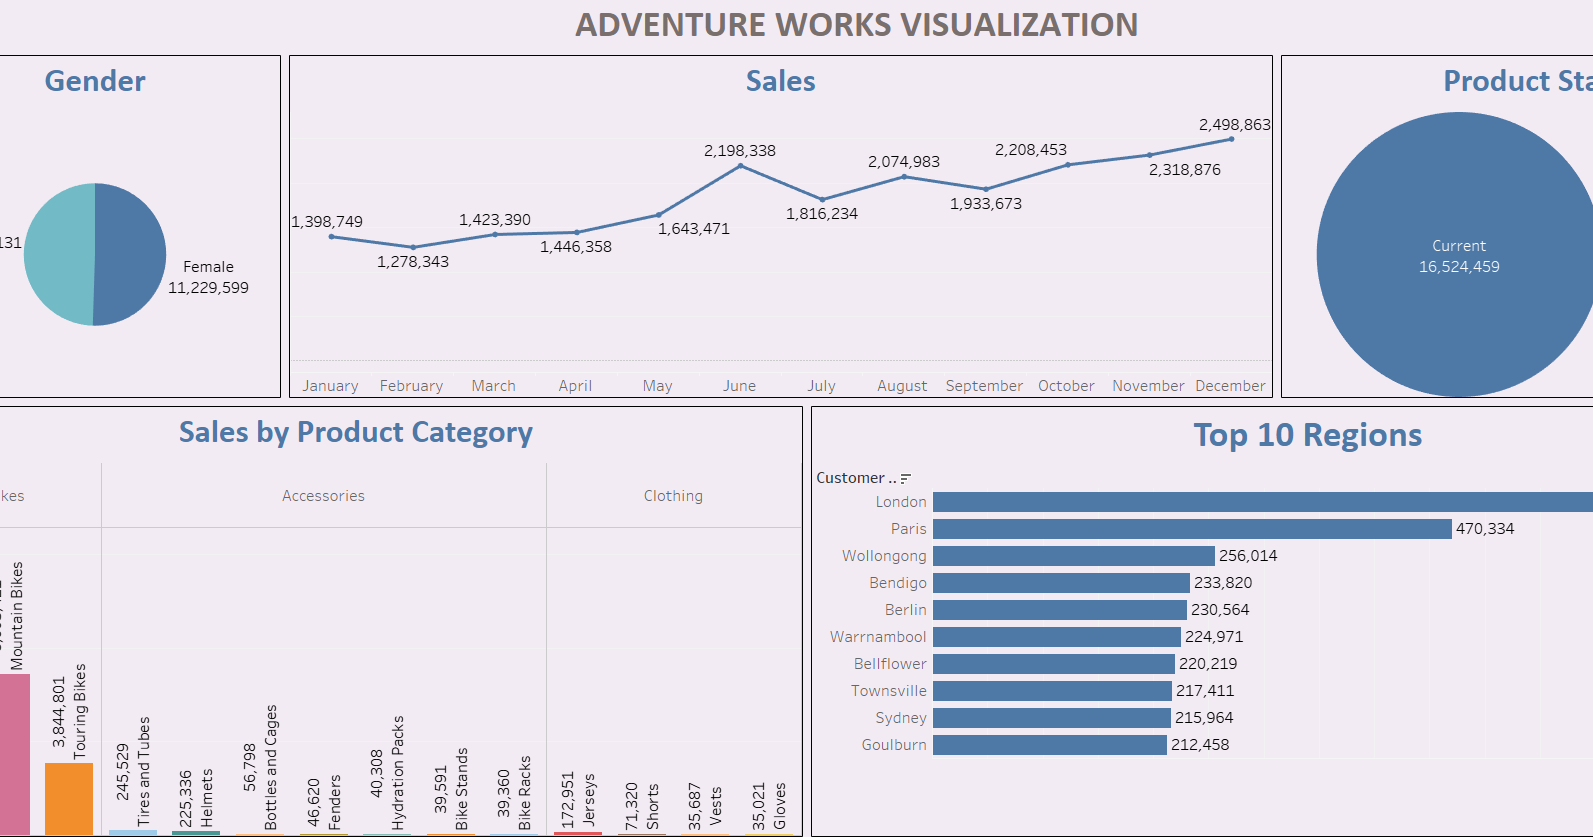 ADVENTURE WORKS VISUALIZATION
Gender
131
Female
11,229,599
Sales
1,398,749
1,278,343
1,423,390
1,446,358
1,643,471
2,198,338
1,816,234
2,074,983
1,933,673
2,208,453
2,318,876
2,498,863
January February March April May June July August September October November December
Product Sta
Current
16,524,459
Sales by Product Category
kes
Accessories
Clothing
Mountain Bikes
3,844,801
Touring Bikes
245,529
Tires and Tubes
225,336
Helmets
56,798
Bottles and Cages
46,620
Fenders
40,308
Hydration Packs
39,591
Bike Stands
39,360
Bike Racks
172,951
Jerseys
71,320
Shorts
35,687
Vests
35,021
Gloves
Top 10 Regions
Customer ..
London
Paris 470,334
Wollongong 256,014
Bendigo 233,820
Berlin 230,564
Warrnambool 224,971
Bellflower 220,219
Townsville 217,411
Sydney 215,964
Goulburn 212,458